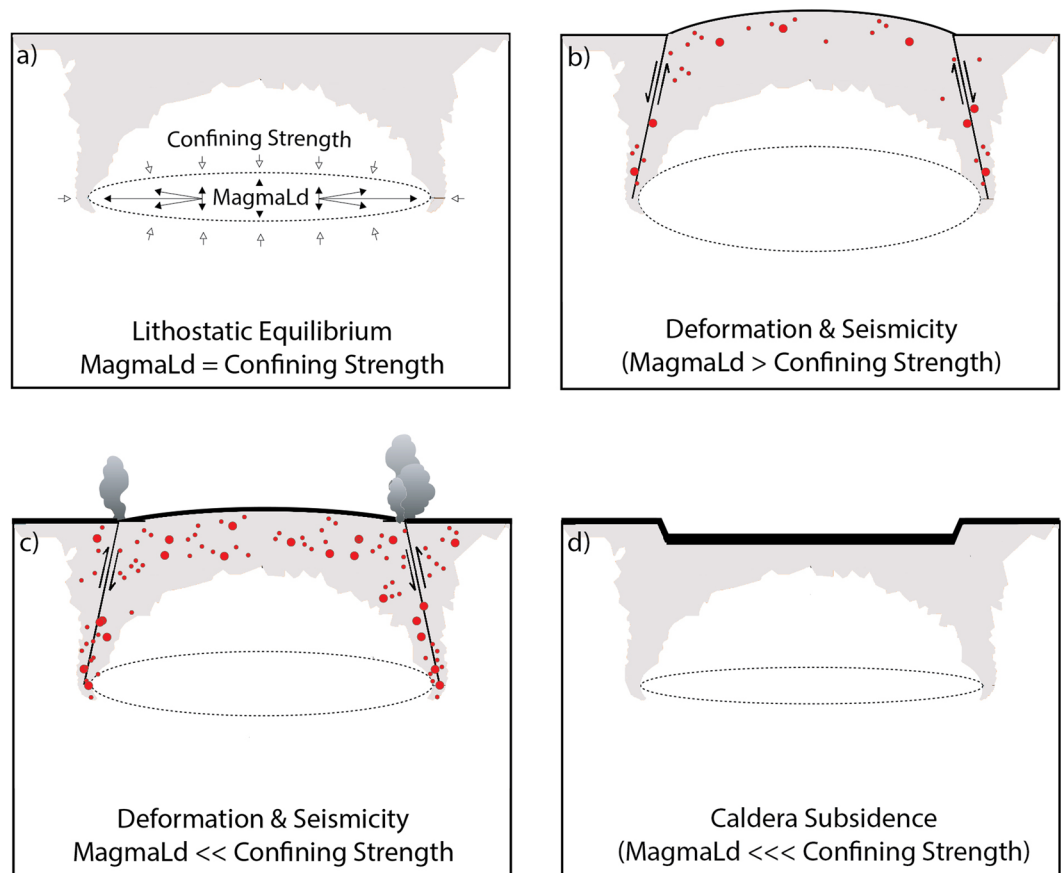 a)
Confining Strength
MagmaLd
Lithostatic Equilibrium
MagmaLd = Confining Strength
b)
Deformation & Seismicity
(MagmaLd > Confining Strength)
c)
Deformation & Seismicity
MagmaLd << Confining Strength
d)
Caldera Subsidence
(MagmaLd <<< Confining Strength)